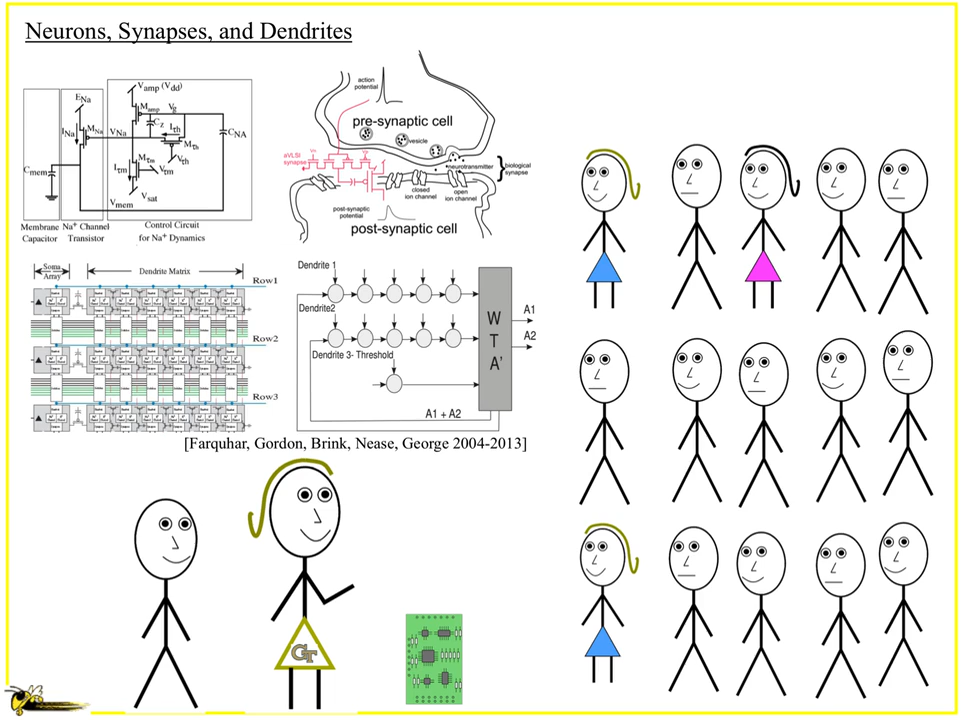 Neurons, Synapses, and Dendrites
Vamp (Vdd)
ENa
Mamp Vg
INa
MNa
VNa
Cz
Ith
CNA
Mth
Vth
Cmem
Itm
Mtm
Vtm
Vsat
Vmem
Membrane
Capacitor
Na+ Channel
Transistor
Control Circuit
for Na+ Dynamics
action
potential
pre-synaptic cell
vesicle
aVLSI
synapse
neurotransmitter
biological
synapse
closed
ion channel
open
ion channel
post-synaptic
potential
post-synaptic cell
Soma
Array
Dendrite Matrix
Row1
Row2
Row3
Dendrite 1
Dendrite2
Dendrite 3- Threshold
W
T
A'
A1
A2
A1 + A2
[Farquhar, Gordon, Brink, Nease, George 2004-2013]
GT